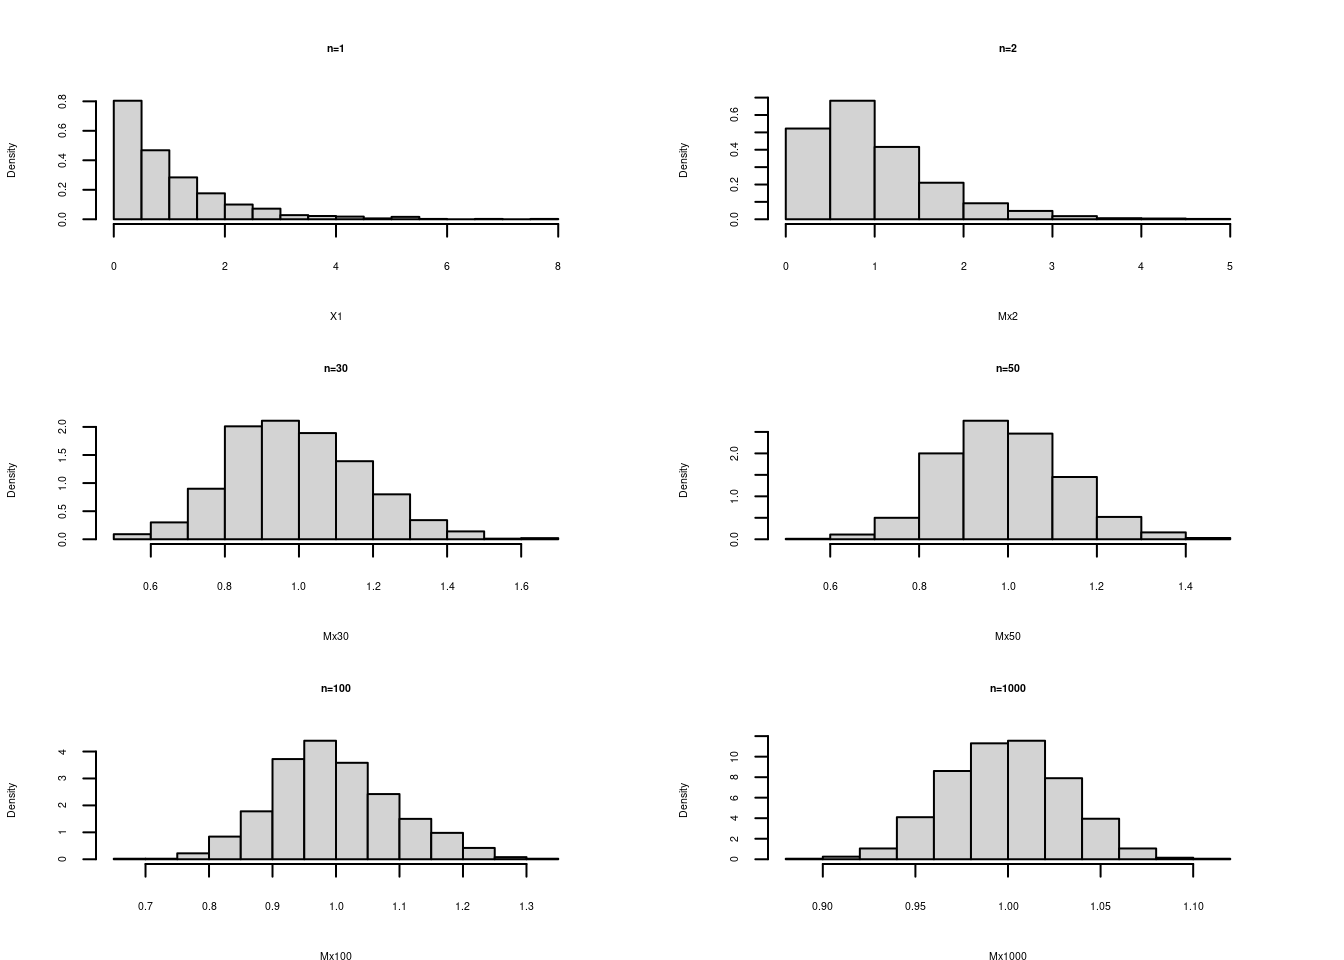 n=1
Density
0.0 0.2 0.4 0.6 0.8
0 2 4 6 8
X1
n=2
Density
0.0 0.2 0.4 0.6
0 1 2 3 4 5
Mx2
n=30
Density
0.0 0.5 1.0 1.5 2.0
0.6 0.8 1.0 1.2 1.4 1.6
Mx30
n=50
Density
0.0 1.0 2.0
0.6 0.8 1.0 1.2 1.4
Mx50
n=100
Density
0 1 2 3 4
0.7 0.8 0.9 1.0 1.1 1.2 1.3
Mx100
n=1000
Density
0 2 4 6 8 10
0.90 0.95 1.00 1.05 1.10
Mx1000